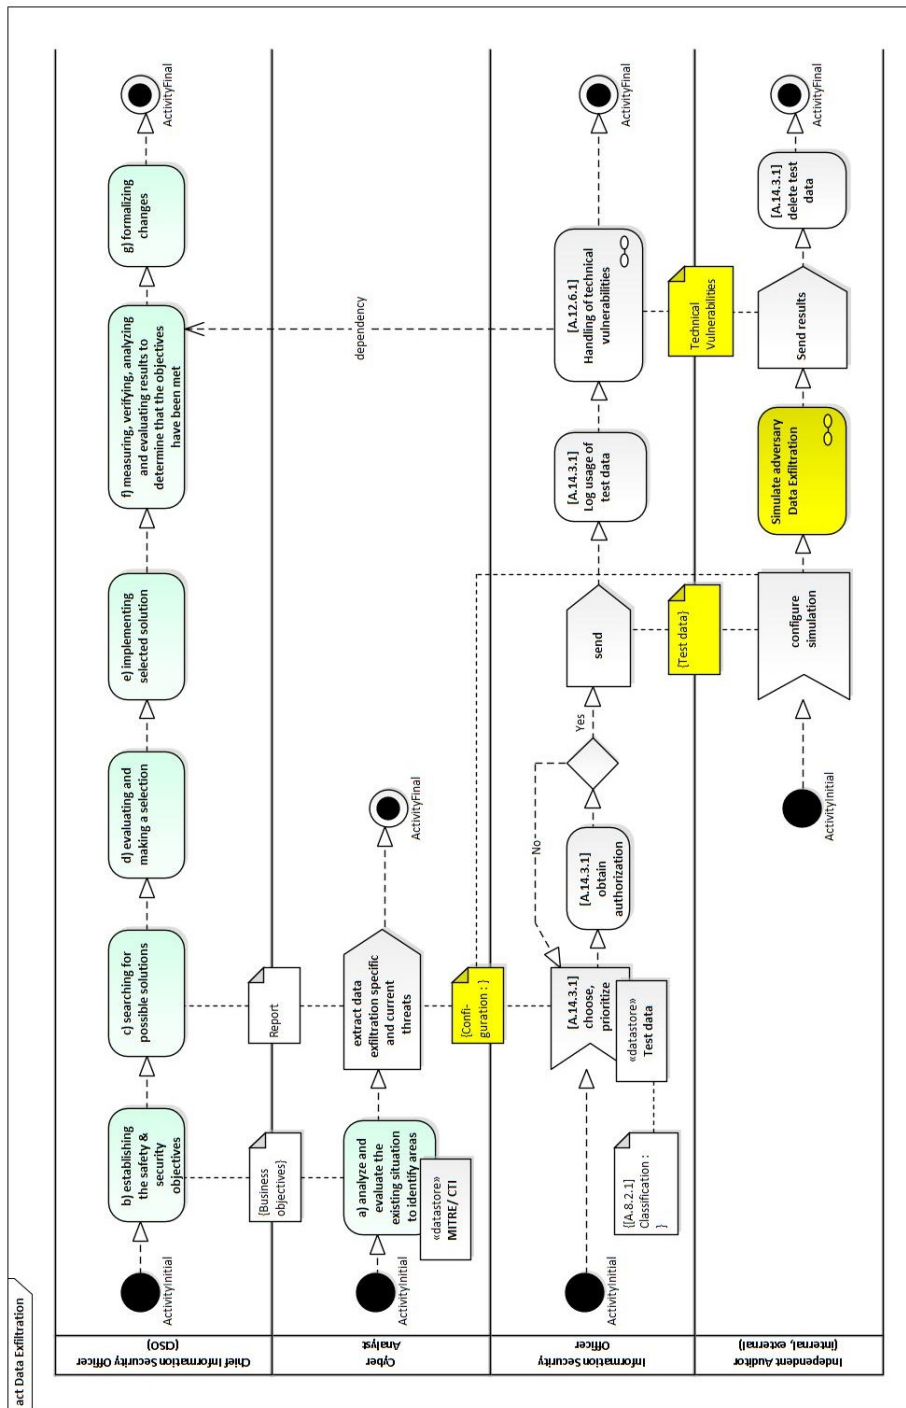 act Data Exfiltration
Chief Information Security Officer
(CISO)
ActivityInitial
b) establishing
the safety &
security
objectives
c) searching for
possible solutions
d) evaluating and
making a selection
e) implementing
selected solution
f) measuring, verifying, analyzing
and evaluating results to
determine that the objectives
have been met
g) formalizing
changes
ActivityFinal
{Business
objectives}
Report
dependency
Cyber
Analyst
ActivityInitial
a) analyze and
evaluate the
existing situation
to identify areas
«datastore»
MITRE/ CTI
extract data
exfiltration specific
and current
threats
ActivityFinal
{Confi-
guration : }
Information Security
Officer
ActivityInitial
{[A.8.2.1]
Classification :
}
[A.14.3.1]
choose,
prioritize
«datastore»
Test data
[A.14.3.1]
obtain
authorization
No
Yes
send
[A.14.3.1]
Log usage of
test data
[A.12.6.1]
Handling of technical
vulnerabilities
ActivityFinal
{Test data}
Technical
Vulnerabilities
Independent Auditor
(internal, external)
ActivityInitial
configure
simulation
Simulate adversary
Data Exfiltration
Send results
[A.14.3.1]
delete test
data
ActivityFinal